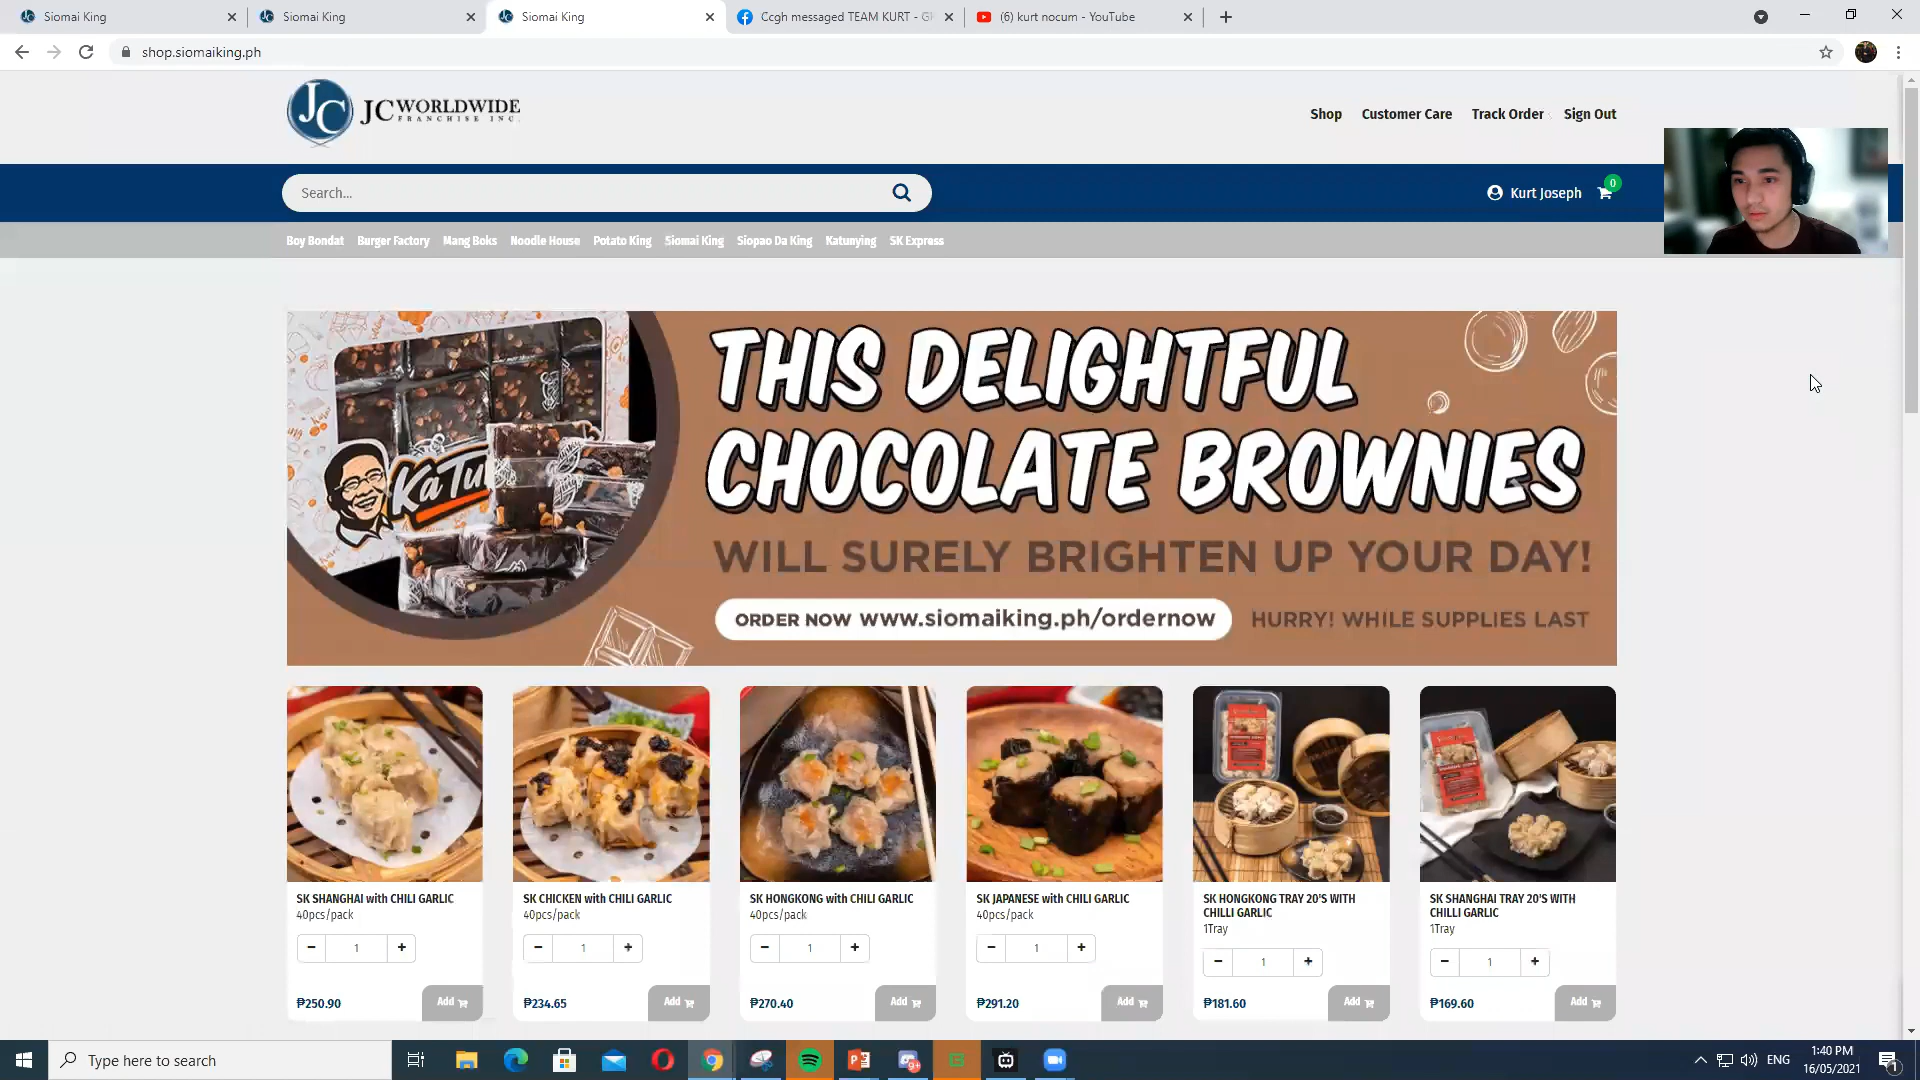 Siomai King
Siomai King
Siomai King
Ccgh messaged TEAM KURT - GR
(6) kurt nocum - YouTube
shop.siomaiking.ph
JC
JC WORLDWIDE
FRANCHISE INC.
Shop
Customer Care
Track Order
Sign Out
Search...
Kurt Joseph
0
Boy Bondat
Burger Factory
Mang Boks
Noodle House
Potato King
Siomai King
Siopao Da King
Katunying
SK Express
KaTu
THIS DELIGHTFUL
CHOCOLATE BROWNIES
WILL SURELY BRIGHTEN UP YOUR DAY!
ORDER NOW www.siomaiking.ph/ordernow
HURRY! WHILE SUPPLIES LAST
SK SHANGHAI with CHILI GARLIC
40pcs/pack
- 1 +
₱250.90
Add
SK CHICKEN with CHILI GARLIC
40pcs/pack
- 1 +
₱234.65
Add
SK HONGKONG with CHILI GARLIC
40pcs/pack
- 1 +
₱270.40
Add
SK JAPANESE with CHILI GARLIC
40pcs/pack
- 1 +
₱291.20
Add
SK HONGKONG TRAY 20'S WITH
CHILLI GARLIC
1Tray
- 1 +
₱181.60
Add
SK SHANGHAI TRAY 20'S WITH
CHILLI GARLIC
1Tray
- 1 +
₱169.60
Add
Type here to search
ENG
1:40 PM
16/05/2021